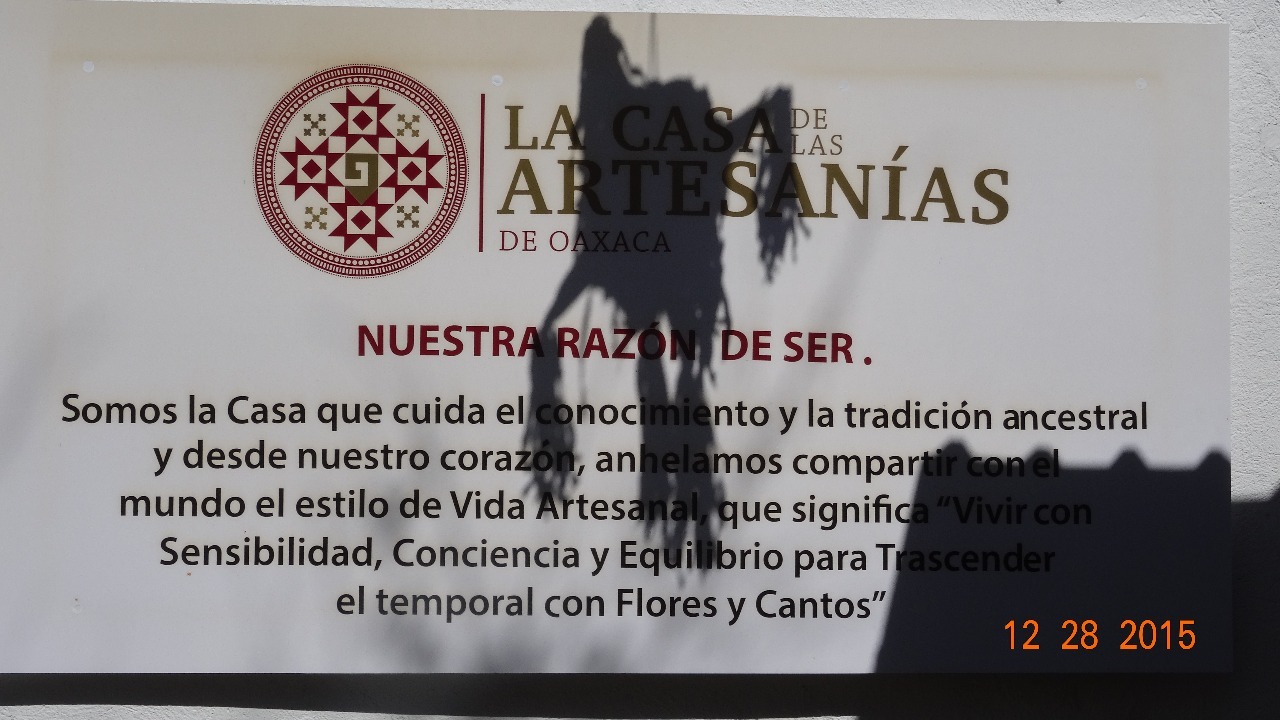 LA CASA DE LAS
ARTESANÍAS
DE OAXACA
NUESTRA RAZÓN DE SER.
Somos la Casa que cuida el conocimiento y la tradición ancestral
y desde nuestro corazón, anhelamos compartir con el
mundo el estilo de Vida Artesanal, que significa “Vivir con
Sensibilidad, Conciencia y Equilibrio para Trascender
el temporal con Flores y Cantos”
12 28 2015